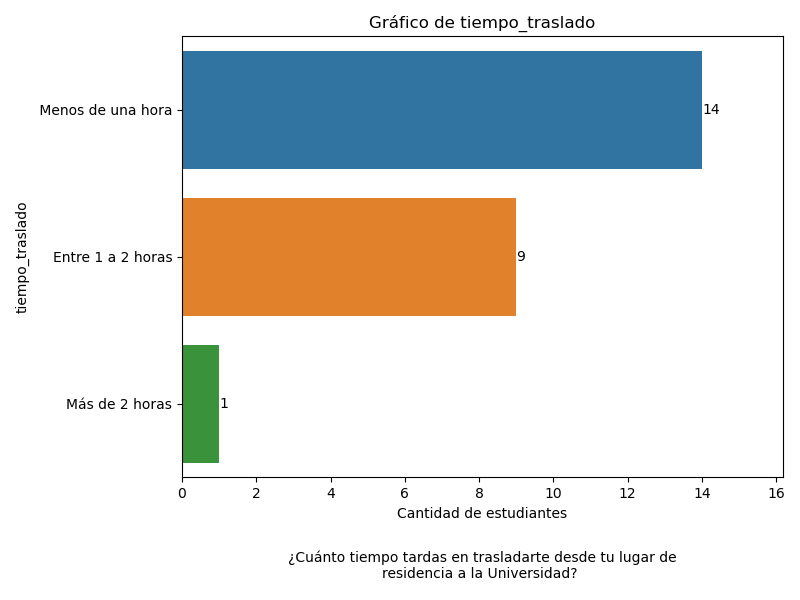 Gráfico de tiempo_traslado
Menos de una hora
14
Entre 1 a 2 horas
9
Más de 2 horas
1
tiempo_traslado
0 2 4 6 8 10 12 14 16
Cantidad de estudiantes
¿Cuánto tiempo tardas en trasladarte desde tu lugar de
residencia a la Universidad?